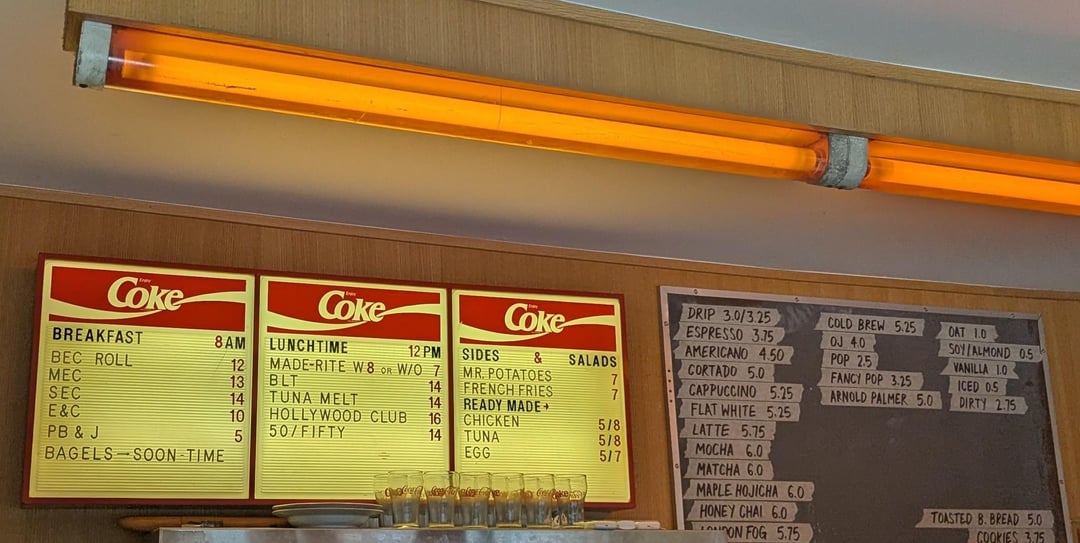 Enjoy
Coke
BREAKFAST 8AM
BEC ROLL 12
MEC 13
SEC 14
E&C 10
PB & J 5
BAGELS—SOON-TIME
Enjoy
Coke
LUNCHTIME 12PM
MADE-RITE W8 OR W/O 7
BLT 14
TUNA MELT 14
HOLLYWOOD CLUB 16
50/FIFTY 14
Enjoy
Coke
SIDES & SALADS
MR. POTATOES 7
FRENCH FRIES 7
READY MADE+
CHICKEN 5/8
TUNA 5/8
EGG 5/7
DRIP 3.0/3.25
ESPRESSO 3.75
AMERICANO 4.50
CORTADO 5.0
CAPPUCCINO 5.25
FLAT WHITE 5.25
LATTE 5.75
MOCHA 6.0
MATCHA 6.0
MAPLE HOJICHA 6.0
HONEY CHAI 6.0
LONDON FOG 5.75
COLD BREW 5.25
OJ 4.0
POP 2.5
FANCY POP 3.25
ARNOLD PALMER 5.0
OAT 1.0
SOY/ALMOND 0.5
VANILLA 1.0
ICED 0.5
DIRTY 2.75
TOASTED B. BREAD 5.0
COOKIES 3.75